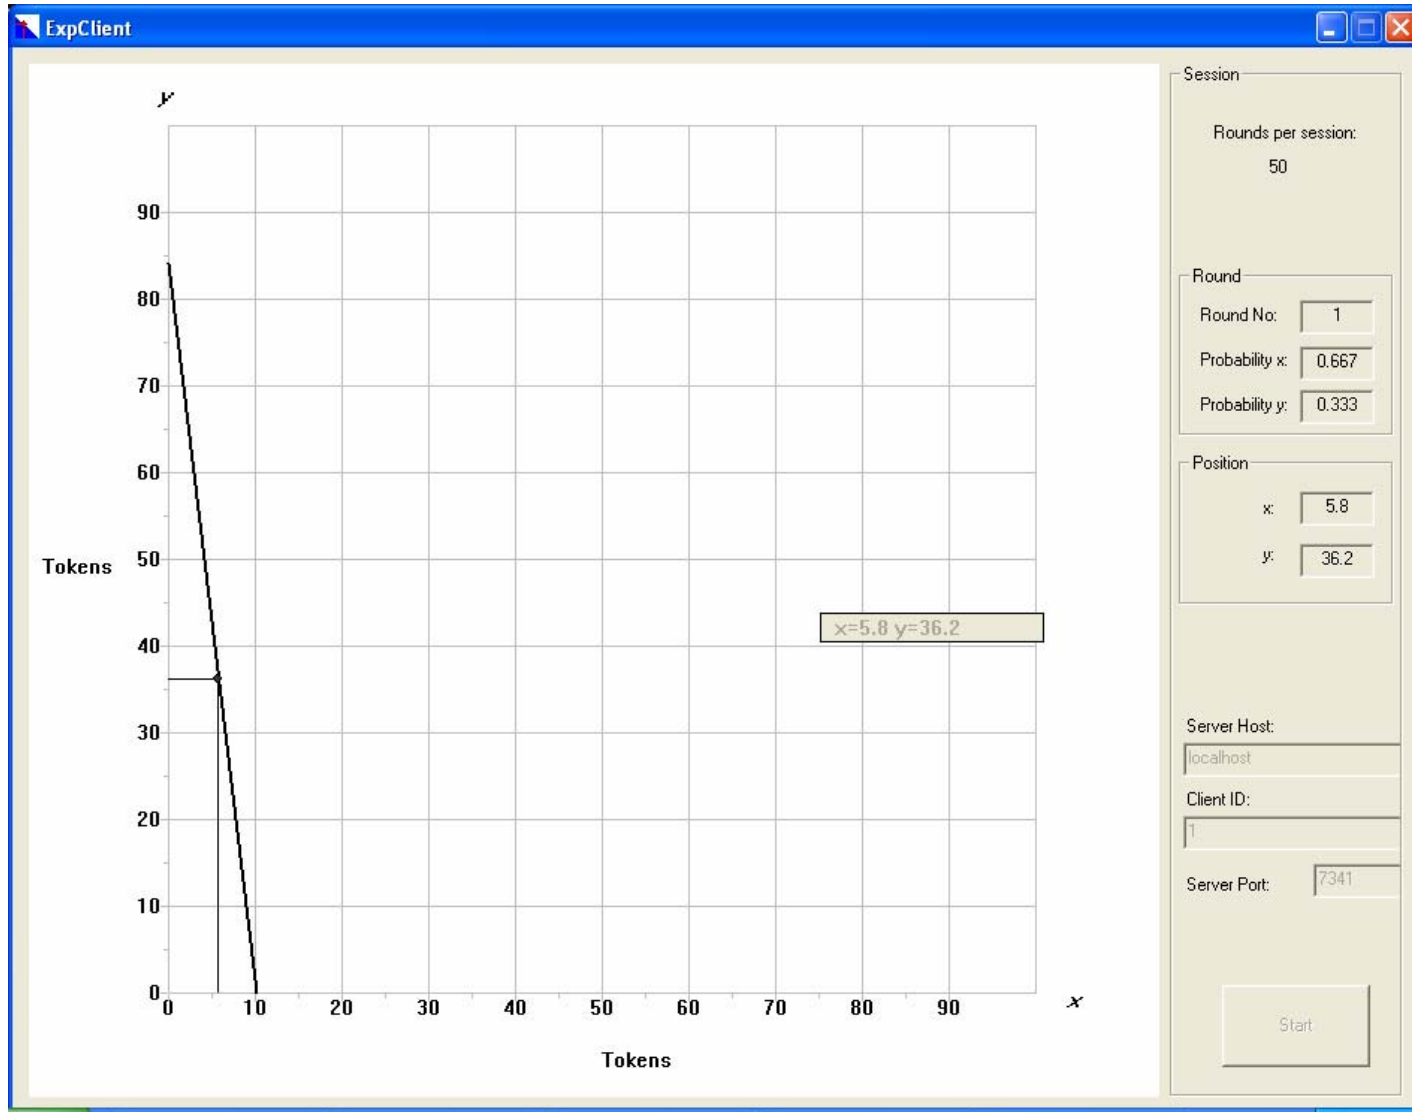 ExpClient
y
90
80
70
60
50
40
30
20
10
0
Tokens
x=5.8 y=36.2
0 10 20 30 40 50 60 70 80 90
x
Tokens
Session
Rounds per session:
50
Round
Round No: 1
Probability x: 0.667
Probability y: 0.333
Position
x: 5.8
y: 36.2
Server Host:
localhost
Client ID:
1
Server Port: 7341
Start